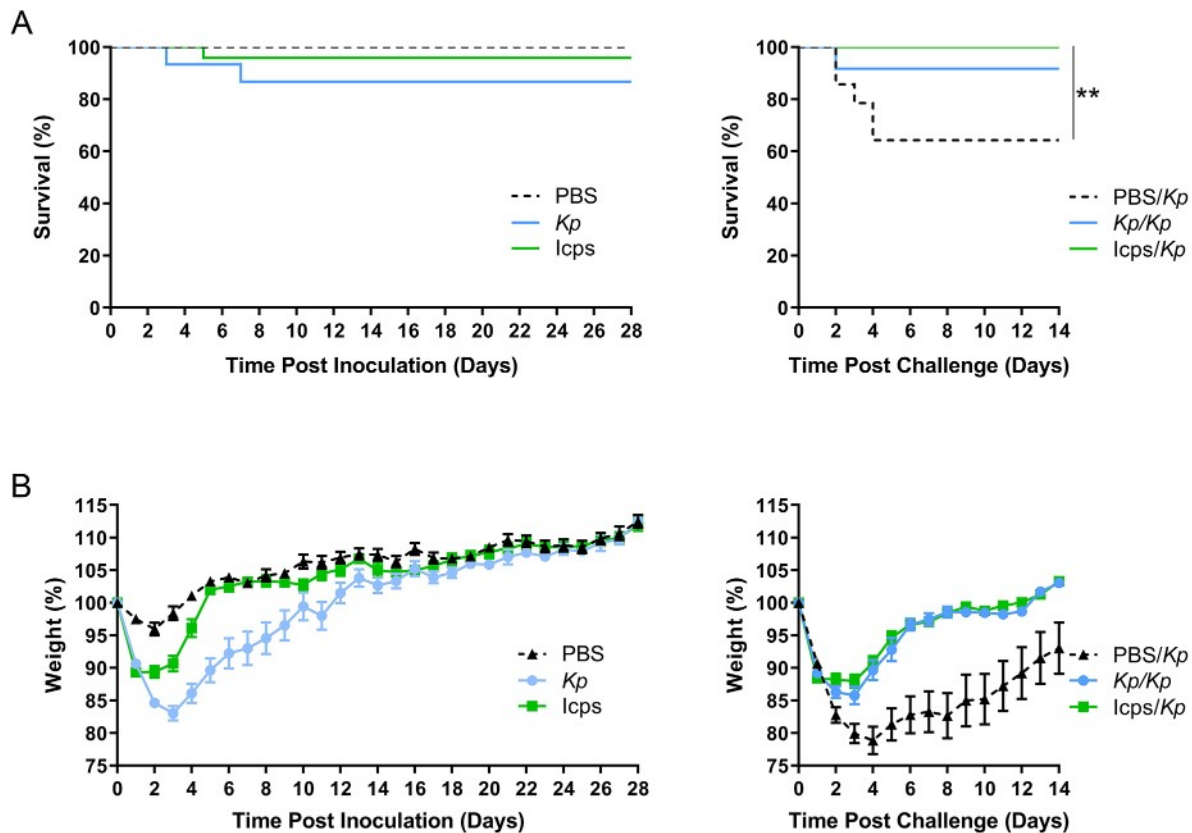 A
Survival (%)
100
80
60
40
20
0
0 2 4 6 8 10 12 14 16 18 20 22 24 26 28
Time Post Inoculation (Days)
PBS
Kp
Icps
Survival (%)
100
80
60
40
20
0
0 2 4 6 8 10 12 14
Time Post Challenge (Days)
**
PBS/Kp
Kp/Kp
Icps/Kp
B
Weight (%)
115
110
105
100
95
90
85
80
75
0 2 4 6 8 10 12 14 16 18 20 22 24 26 28
Time Post Inoculation (Days)
PBS
Kp
Icps
Weight (%)
115
110
105
100
95
90
85
80
75
0 2 4 6 8 10 12 14
Time Post Challenge (Days)
PBS/Kp
Kp/Kp
Icps/Kp